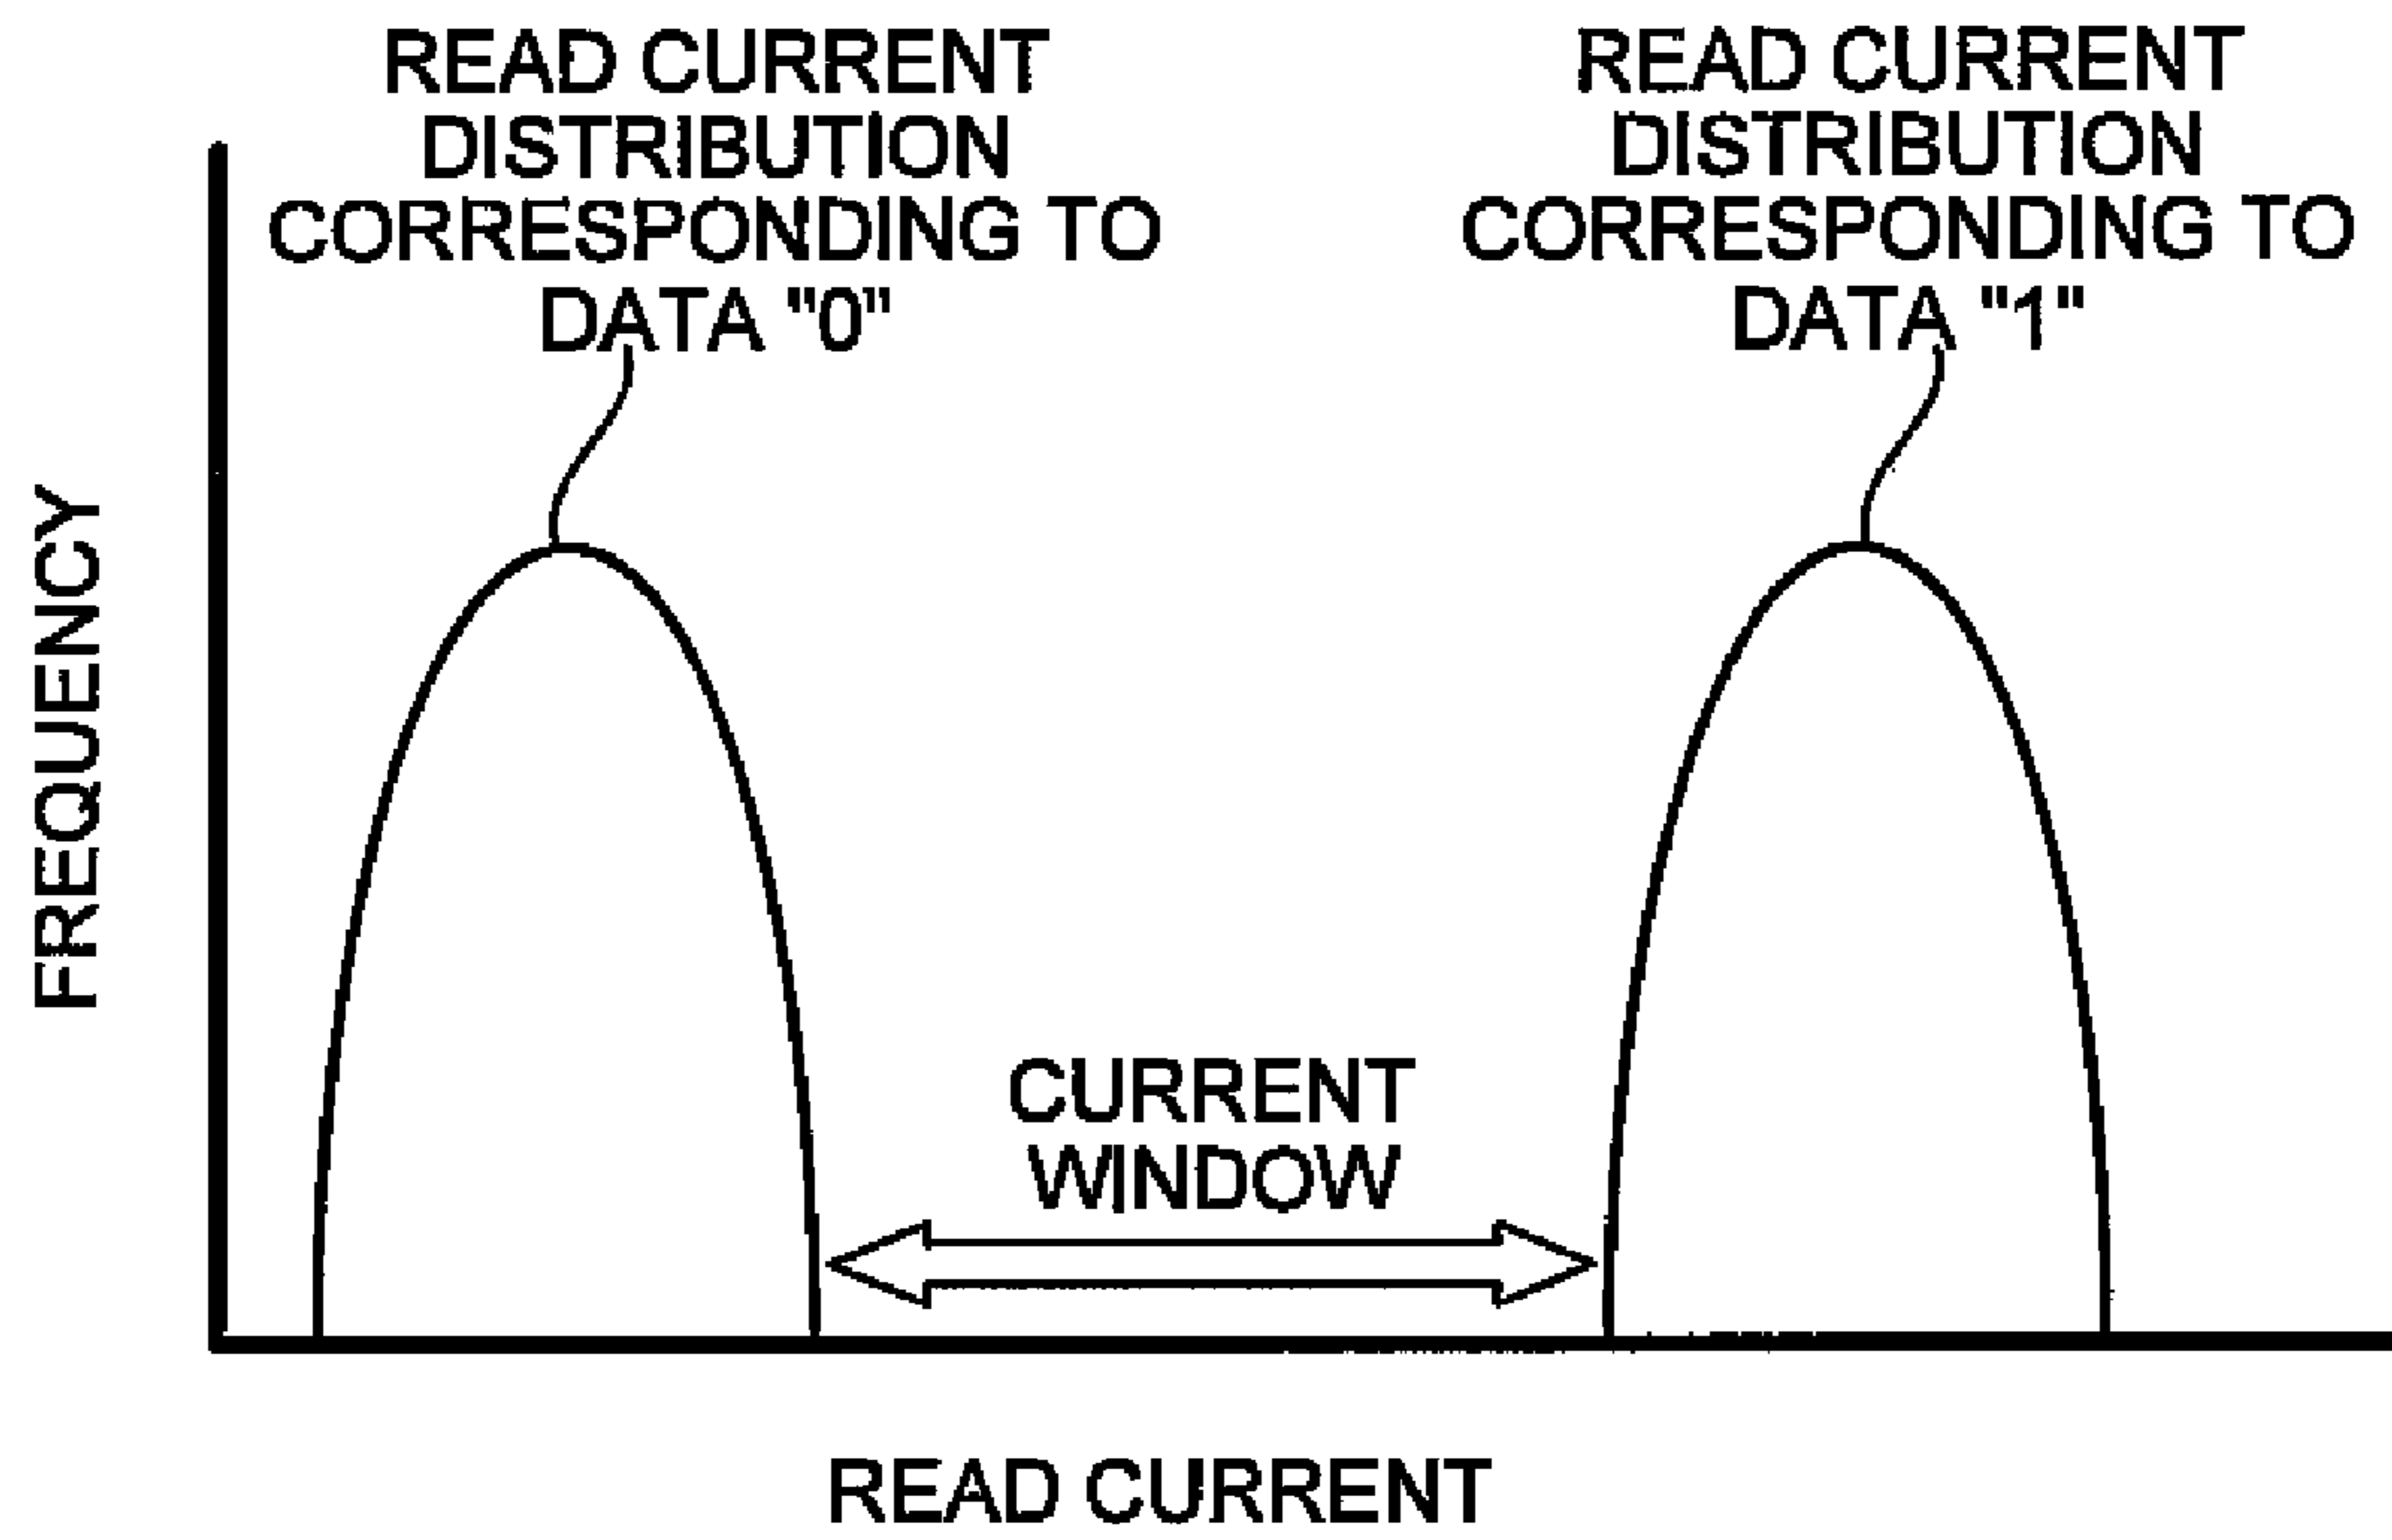 READ CURRENT
DISTRIBUTION
CORRESPONDING TO
DATA "0"
READ CURRENT
DISTRIBUTION
CORRESPONDING TO
DATA "1"
FREQUENCY
CURRENT
WINDOW
READ CURRENT